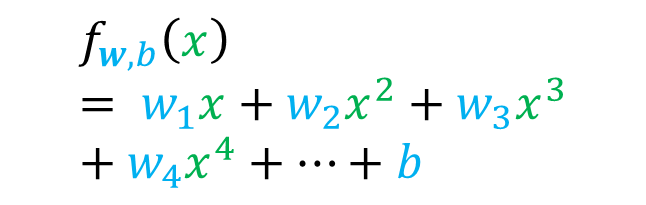 f_{w,b}(x)
= w_1x + w_2x^2 + w_3x^3
+ w_4x^4 + ⋯ + b